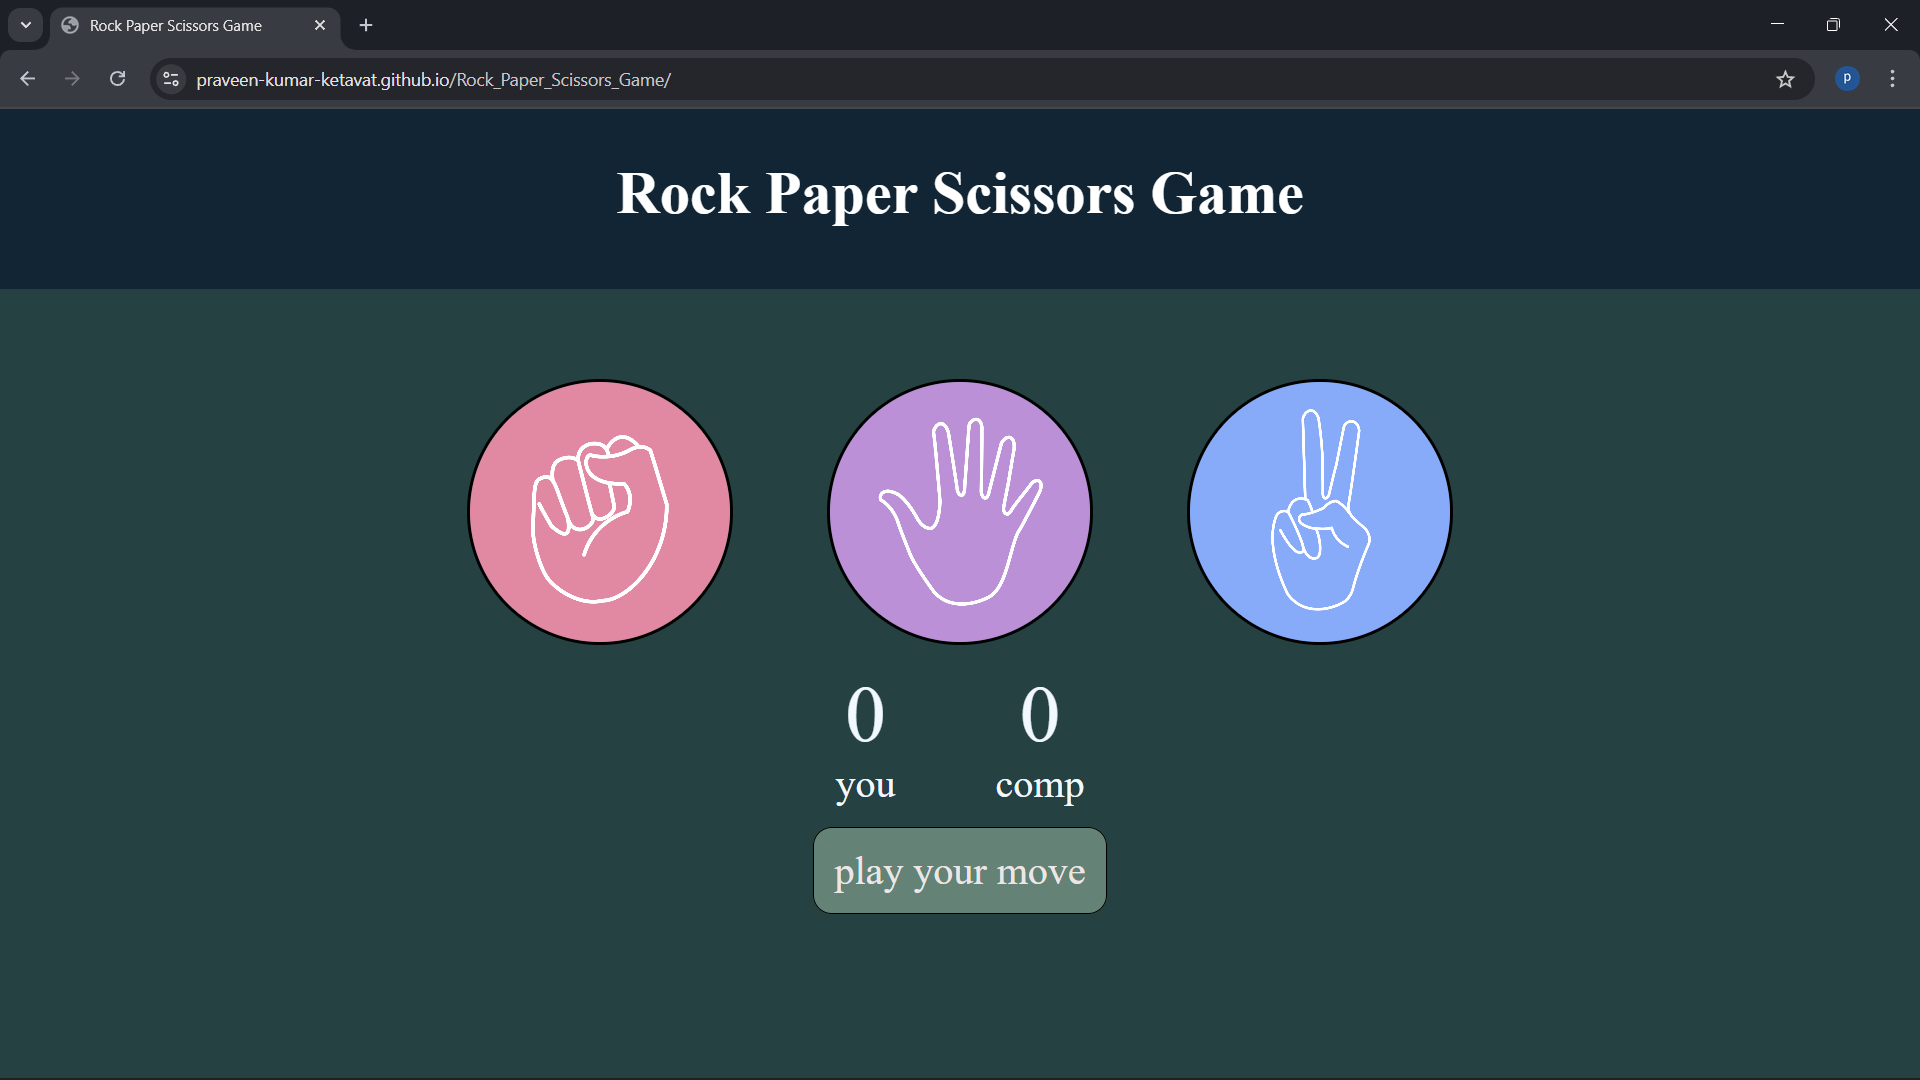 Rock Paper Scissors Game
praveen-kumar-ketavat.github.io/Rock_Paper_Scissors_Game/
p
Rock Paper Scissors Game
0 0
you comp
play your move